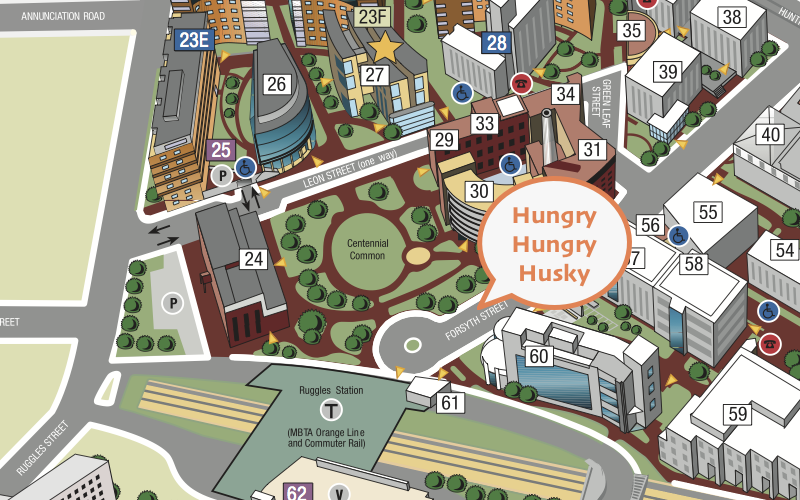 ANNUNCIATION ROAD
23E
23F
26
27
28
35
38
39
34
GREEN LEAF
STREET
33
29
31
40
25
P
LEON STREET (one way)
30
Hungry
Hungry
Husky
56
55
58
54
24
Centennial
Common
P
FORSYTH STREET
60
61
59
Ruggles Station
T
(MBTA Orange Line
and Commuter Rail)
RUGGLES STREET
62
V